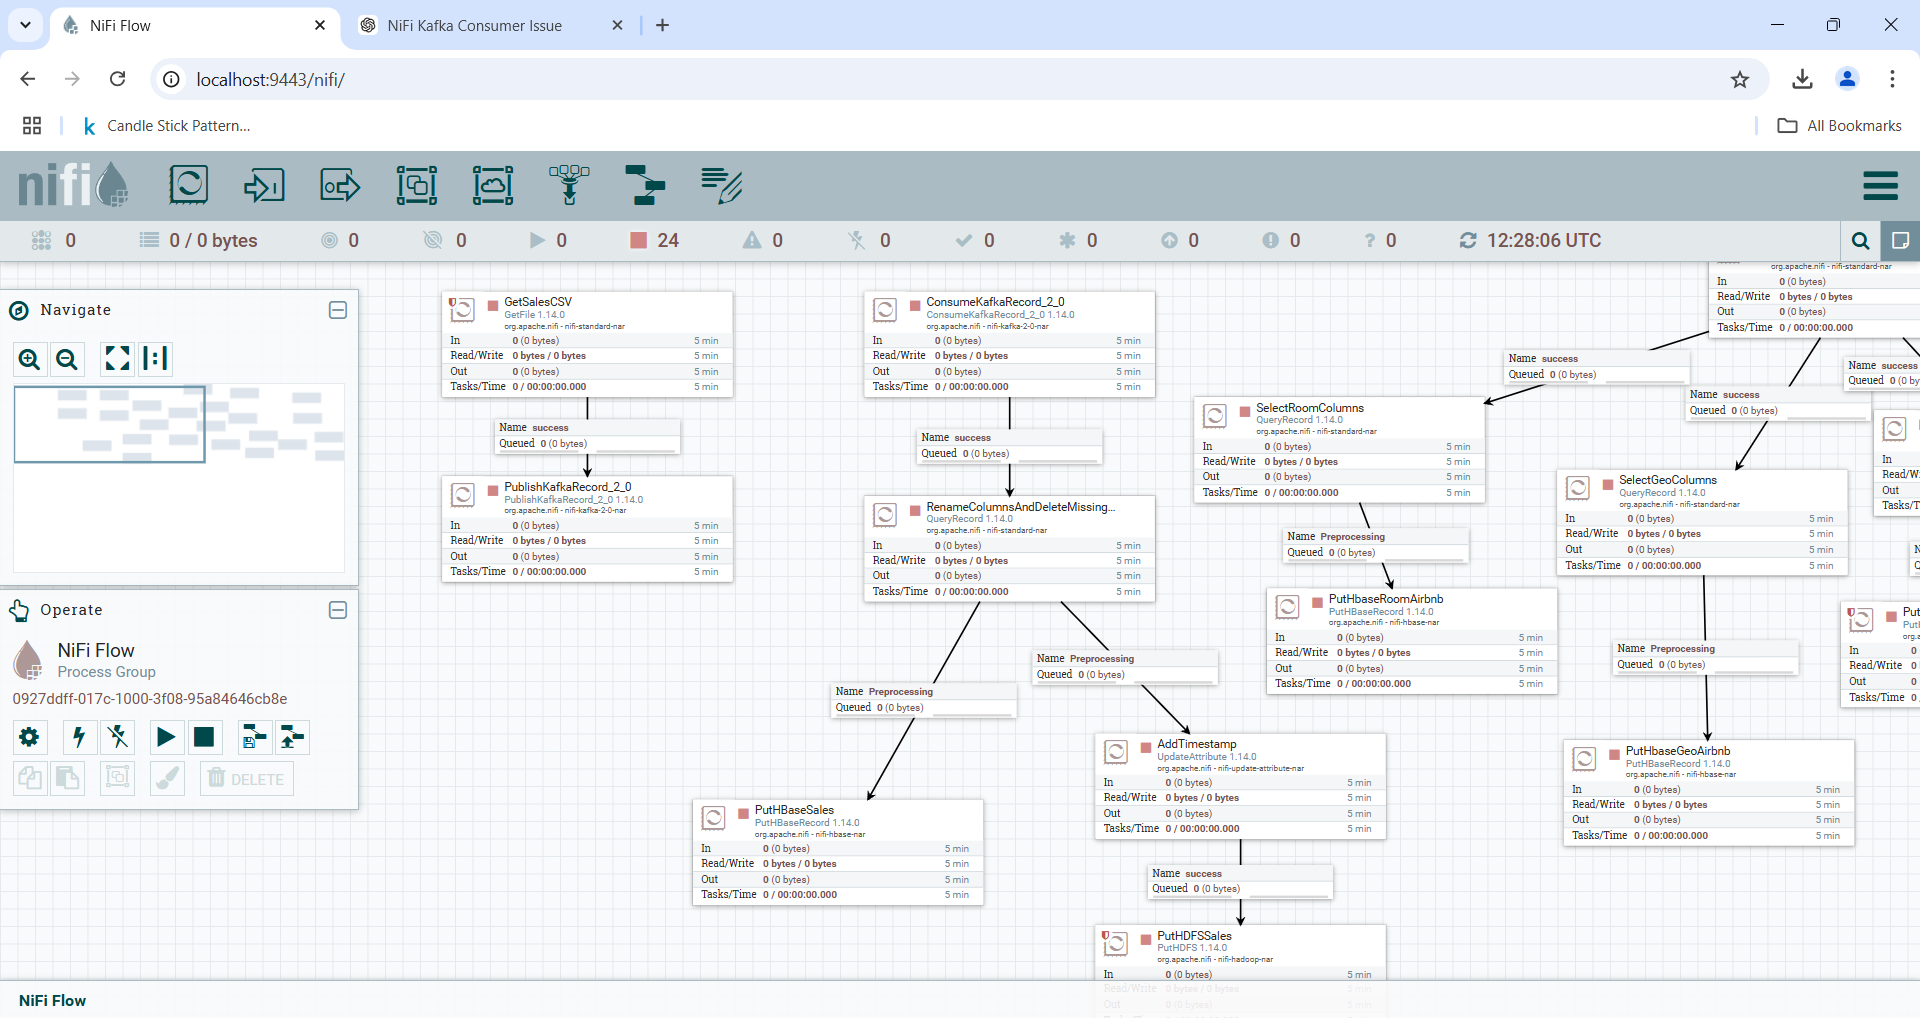 NiFi Flow
NiFi Kafka Consumer Issue
localhost:9443/nifi/
Candle Stick Pattern...
All Bookmarks
nifi
0
0 / 0 bytes
0
0
0
24
0
0
0
0
0
0
0
12:28:06 UTC
Navigate
Operate
NiFi Flow
Process Group
0927ddff-017c-1000-3f08-95a84646cb8e
DELETE
GetSalesCSV
GetFile 1.14.0
org.apache.nifi - nifi-standard-nar
In 0 (0 bytes) 5 min
Read/Write 0 bytes / 0 bytes 5 min
Out 0 (0 bytes) 5 min
Tasks/Time 0 / 00:00:00.000 5 min
Name success
Queued 0 (0 bytes)
PublishKafkaRecord_2_0
PublishKafkaRecord_2_0 1.14.0
org.apache.nifi - nifi-kafka-2-0-nar
In 0 (0 bytes) 5 min
Read/Write 0 bytes / 0 bytes 5 min
Out 0 (0 bytes) 5 min
Tasks/Time 0 / 00:00:00.000 5 min
ConsumeKafkaRecord_2_0
ConsumeKafkaRecord_2_0 1.14.0
org.apache.nifi - nifi-kafka-2-0-nar
In 0 (0 bytes) 5 min
Read/Write 0 bytes / 0 bytes 5 min
Out 0 (0 bytes) 5 min
Tasks/Time 0 / 00:00:00.000 5 min
Name success
Queued 0 (0 bytes)
RenameColumnsAndDeleteMissing...
QueryRecord 1.14.0
org.apache.nifi - nifi-standard-nar
In 0 (0 bytes) 5 min
Read/Write 0 bytes / 0 bytes 5 min
Out 0 (0 bytes) 5 min
Tasks/Time 0 / 00:00:00.000 5 min
Name Preprocessing
Queued 0 (0 bytes)
Name Preprocessing
Queued 0 (0 bytes)
PutHBaseSales
PutHBaseRecord 1.14.0
org.apache.nifi - nifi-hbase-nar
In 0 (0 bytes) 5 min
Read/Write 0 bytes / 0 bytes 5 min
Out 0 (0 bytes) 5 min
Tasks/Time 0 / 00:00:00.000 5 min
AddTimestamp
UpdateAttribute 1.14.0
org.apache.nifi - nifi-update-attribute-nar
In 0 (0 bytes) 5 min
Read/Write 0 bytes / 0 bytes 5 min
Out 0 (0 bytes) 5 min
Tasks/Time 0 / 00:00:00.000 5 min
Name success
Queued 0 (0 bytes)
PutHDFSSales
PutHDFS 1.14.0
org.apache.nifi - nifi-hadoop-nar
In 0 (0 bytes) 5 min
Read/Write 0 bytes / 0 bytes 5 min
Out 0 (0 bytes) 5 min
SelectRoomColumns
QueryRecord 1.14.0
org.apache.nifi - nifi-standard-nar
In 0 (0 bytes) 5 min
Read/Write 0 bytes / 0 bytes 5 min
Out 0 (0 bytes) 5 min
Tasks/Time 0 / 00:00:00.000 5 min
Name Preprocessing
Queued 0 (0 bytes)
PutHbaseRoomAirbnb
PutHBaseRecord 1.14.0
org.apache.nifi - nifi-hbase-nar
In 0 (0 bytes) 5 min
Read/Write 0 bytes / 0 bytes 5 min
Out 0 (0 bytes) 5 min
Tasks/Time 0 / 00:00:00.000 5 min
org.apache.nifi - nifi-standard-nar
In 0 (0 bytes)
Read/Write 0 bytes / 0 bytes
Out 0 (0 bytes)
Tasks/Time 0 / 00:00:00.000
Name success
Queued 0 (0 bytes)
Name success
Queued 0 (0 bytes)
Name success
Queued 0 (0 by
SelectGeoColumns
QueryRecord 1.14.0
org.apache.nifi - nifi-standard-nar
In 0 (0 bytes) 5 min
Read/Write 0 bytes / 0 bytes 5 min
Out 0 (0 bytes) 5 min
Tasks/Time 0 / 00:00:00.000 5 min
Name Preprocessing
Queued 0 (0 bytes)
PutHbaseGeoAirbnb
PutHBaseRecord 1.14.0
org.apache.nifi - nifi-hbase-nar
In 0 (0 bytes) 5 min
Read/Write 0 bytes / 0 bytes 5 min
Out 0 (0 bytes) 5 min
Tasks/Time 0 / 00:00:00.000 5 min
In
Read/W
Out
Tasks/T
Put
In 0
Read/Write 0
Out 0
Tasks/Time 0
NiFi Flow